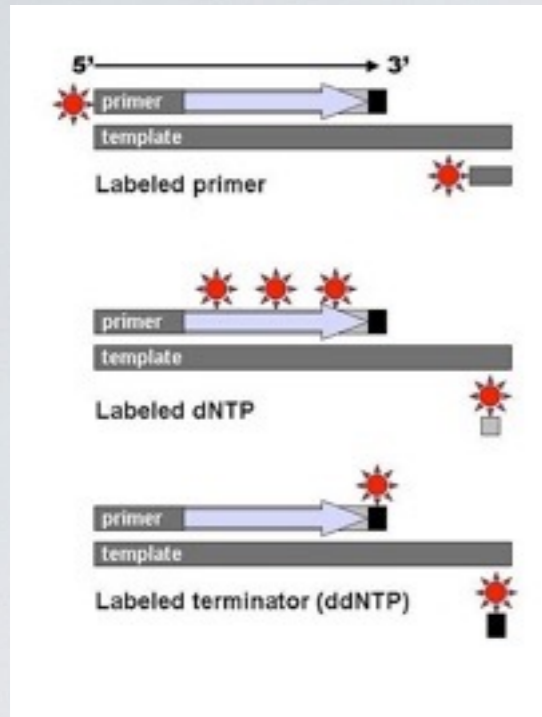 5' 3'
primer
template
Labeled primer
primer
template
Labeled dNTP
primer
template
Labeled terminator (ddNTP)